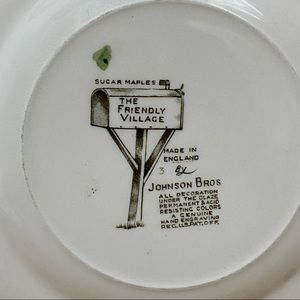 SUGAR MAPLES
THE
FRIENDLY
VILLAGE
MADE IN
ENGLAND
3
JOHNSON BROS
ALL DECORATION
UNDER THE GLAZE
PERMANENT & ACID
RESISTING COLORS
A GENUINE
HAND ENGRAVING
REG. U.S. PAT. OFF.